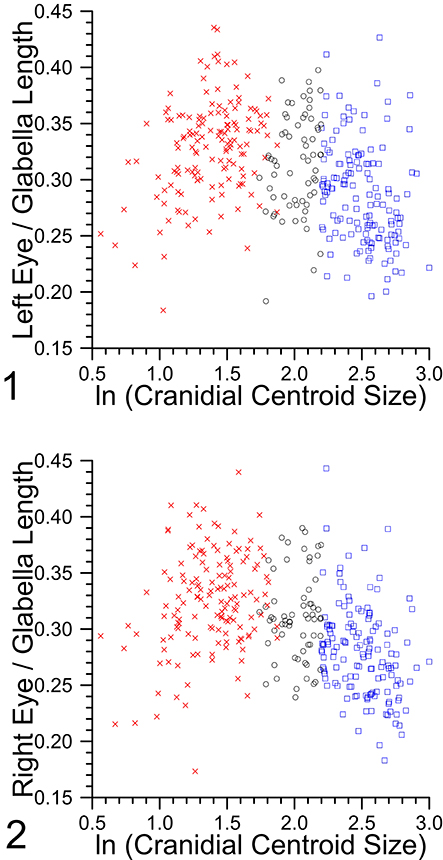 0.45
0.40
0.35
0.30
0.25
0.20
0.15
Left Eye / Glabella Length
0.5 1.0 1.5 2.0 2.5 3.0
1
ln (Cranidial Centroid Size)
0.45
0.40
0.35
0.30
0.25
0.20
0.15
Right Eye / Glabella Length
0.5 1.0 1.5 2.0 2.5 3.0
2
ln (Cranidial Centroid Size)